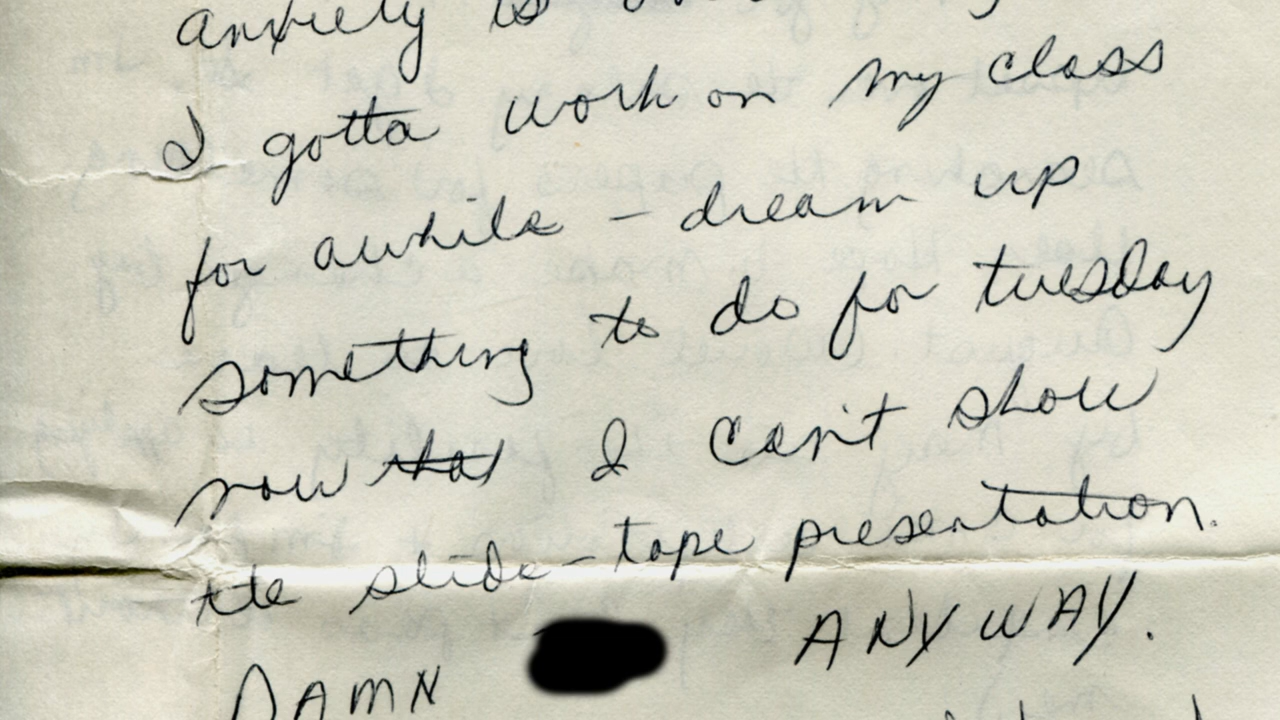 anxiety is
I gotta work on my class
for awhile - dream up
something to do for tuesday
now that I can't show
the slide-tape presentation.
DAMN ANYWAY.